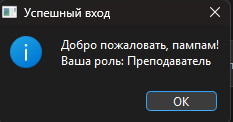 Успешный вход
Добро пожаловать, пампам!
Ваша роль: Преподаватель
OK